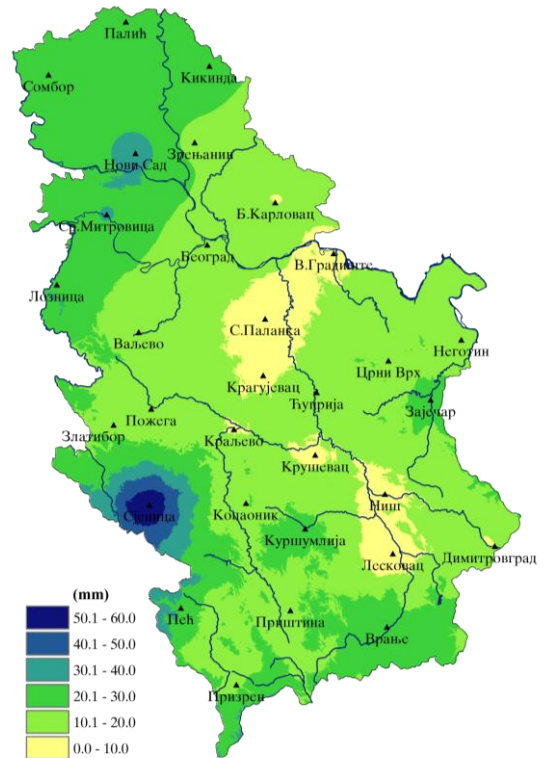 Палић
Кикинда
Сомбор
Нови Сад
Зрењанин
Б.Карловац
Ср.Митровица
Београд
В.Градиште
Лозница
С.Паланка
Ваљево
Неготин
Црни Врх
Крагујевац
Ћуприја
Зајечар
Пожега
Златибор
Краљево
Крушевац
Ниш
Сјеница
Копаоник
Куршумлија
Димитровград
Лесковац
(mm)
50.1 - 60.0
40.1 - 50.0
30.1 - 40.0
20.1 - 30.0
10.1 - 20.0
0.0 - 10.0
Пећ
Приштина
Врање
Призрен